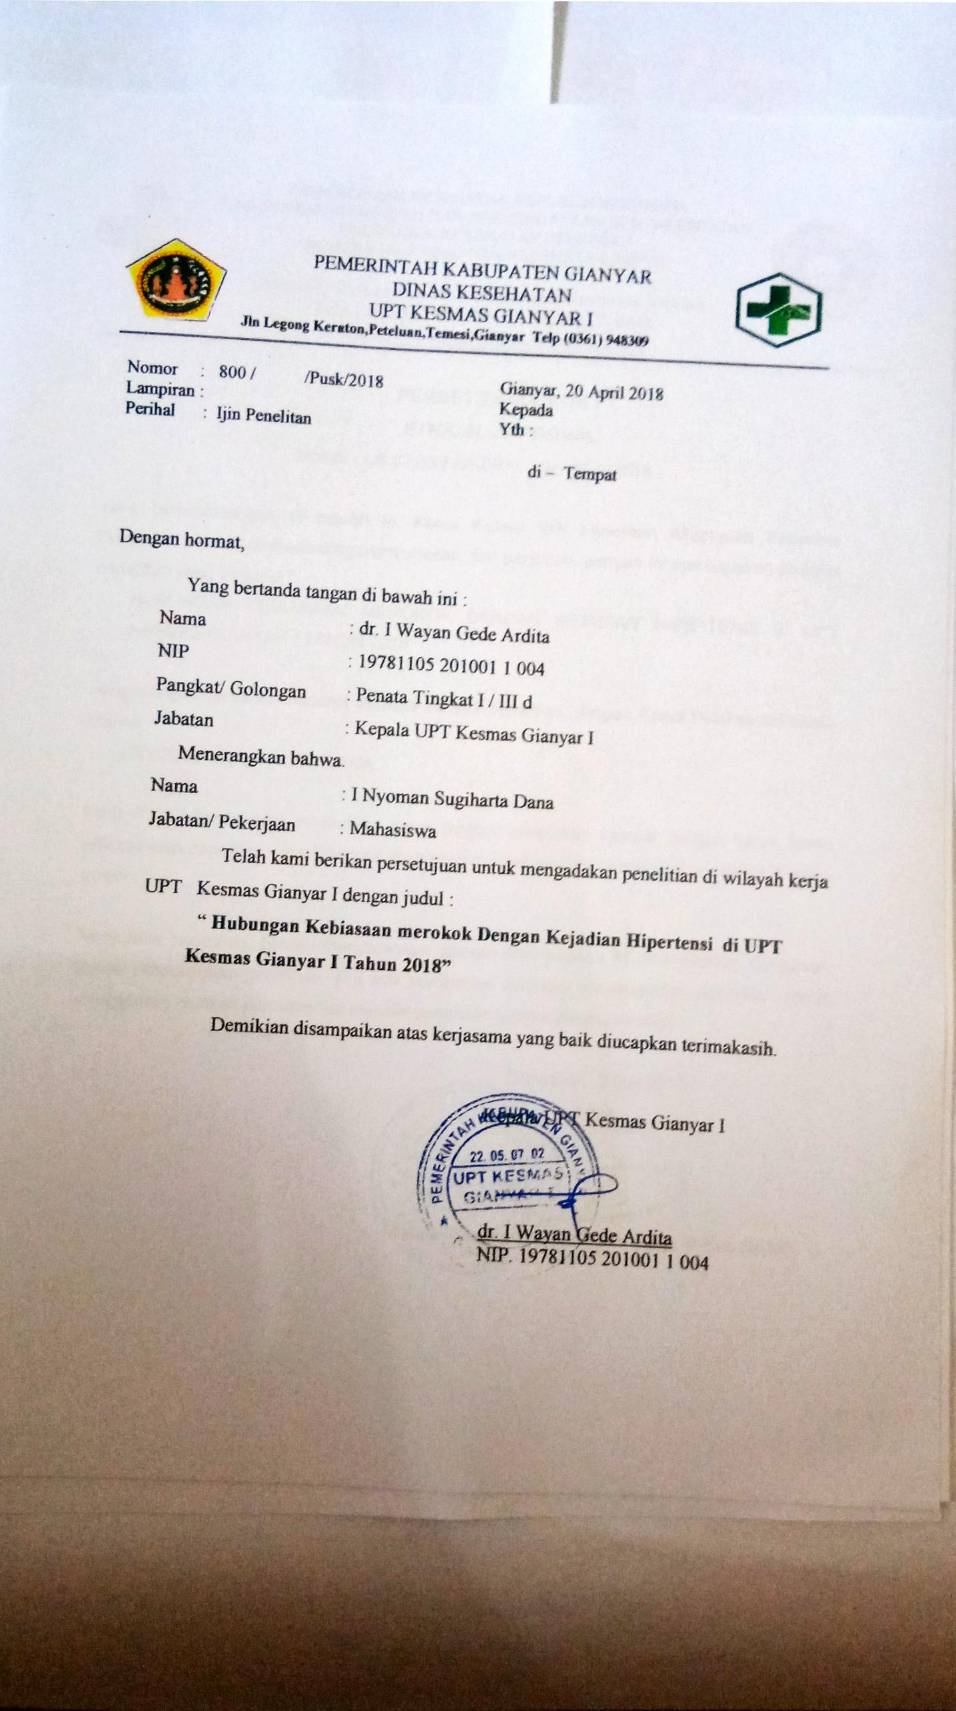 PEMERINTAH KABUPATEN GIANYAR
DINAS KESEHATAN
UPT KESMAS GIANYAR I
Jln Legong Keraton,Peteluan,Temesi,Gianyar Telp (0361) 948309
Nomor : 800 / /Pusk/2018
Lampiran :
Perihal : Ijin Penelitan
Gianyar, 20 April 2018
Kepada
Yth :
di – Tempat
Dengan hormat,
Yang bertanda tangan di bawah ini :
Nama : dr. I Wayan Gede Ardita
NIP : 19781105 201001 1 004
Pangkat/ Golongan : Penata Tingkat I / III d
Jabatan : Kepala UPT Kesmas Gianyar I
Menerangkan bahwa.
Nama : I Nyoman Sugiharta Dana
Jabatan/ Pekerjaan : Mahasiswa
Telah kami berikan persetujuan untuk mengadakan penelitian di wilayah kerja
UPT Kesmas Gianyar I dengan judul :
“ Hubungan Kebiasaan merokok Dengan Kejadian Hipertensi di UPT
Kesmas Gianyar I Tahun 2018”
Demikian disampaikan atas kerjasama yang baik diucapkan terimakasih.
Kepala UPT Kesmas Gianyar I
PEMERINTAH KABUPATEN GIANYAR
22. 05. 07 02
UPT KESMAS
GIANYAR I
dr. I Wayan Gede Ardita
NIP. 19781105 201001 1 004